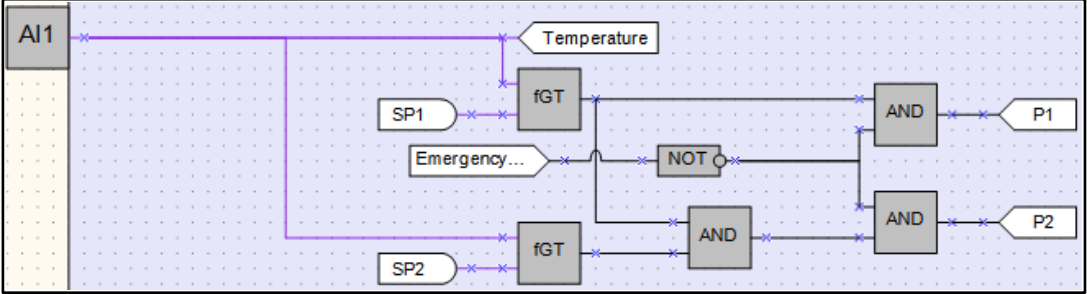 AI1
Temperature
fGT
SP1
AND
P1
Emergency...
NOT
AND
P2
AND
fGT
SP2